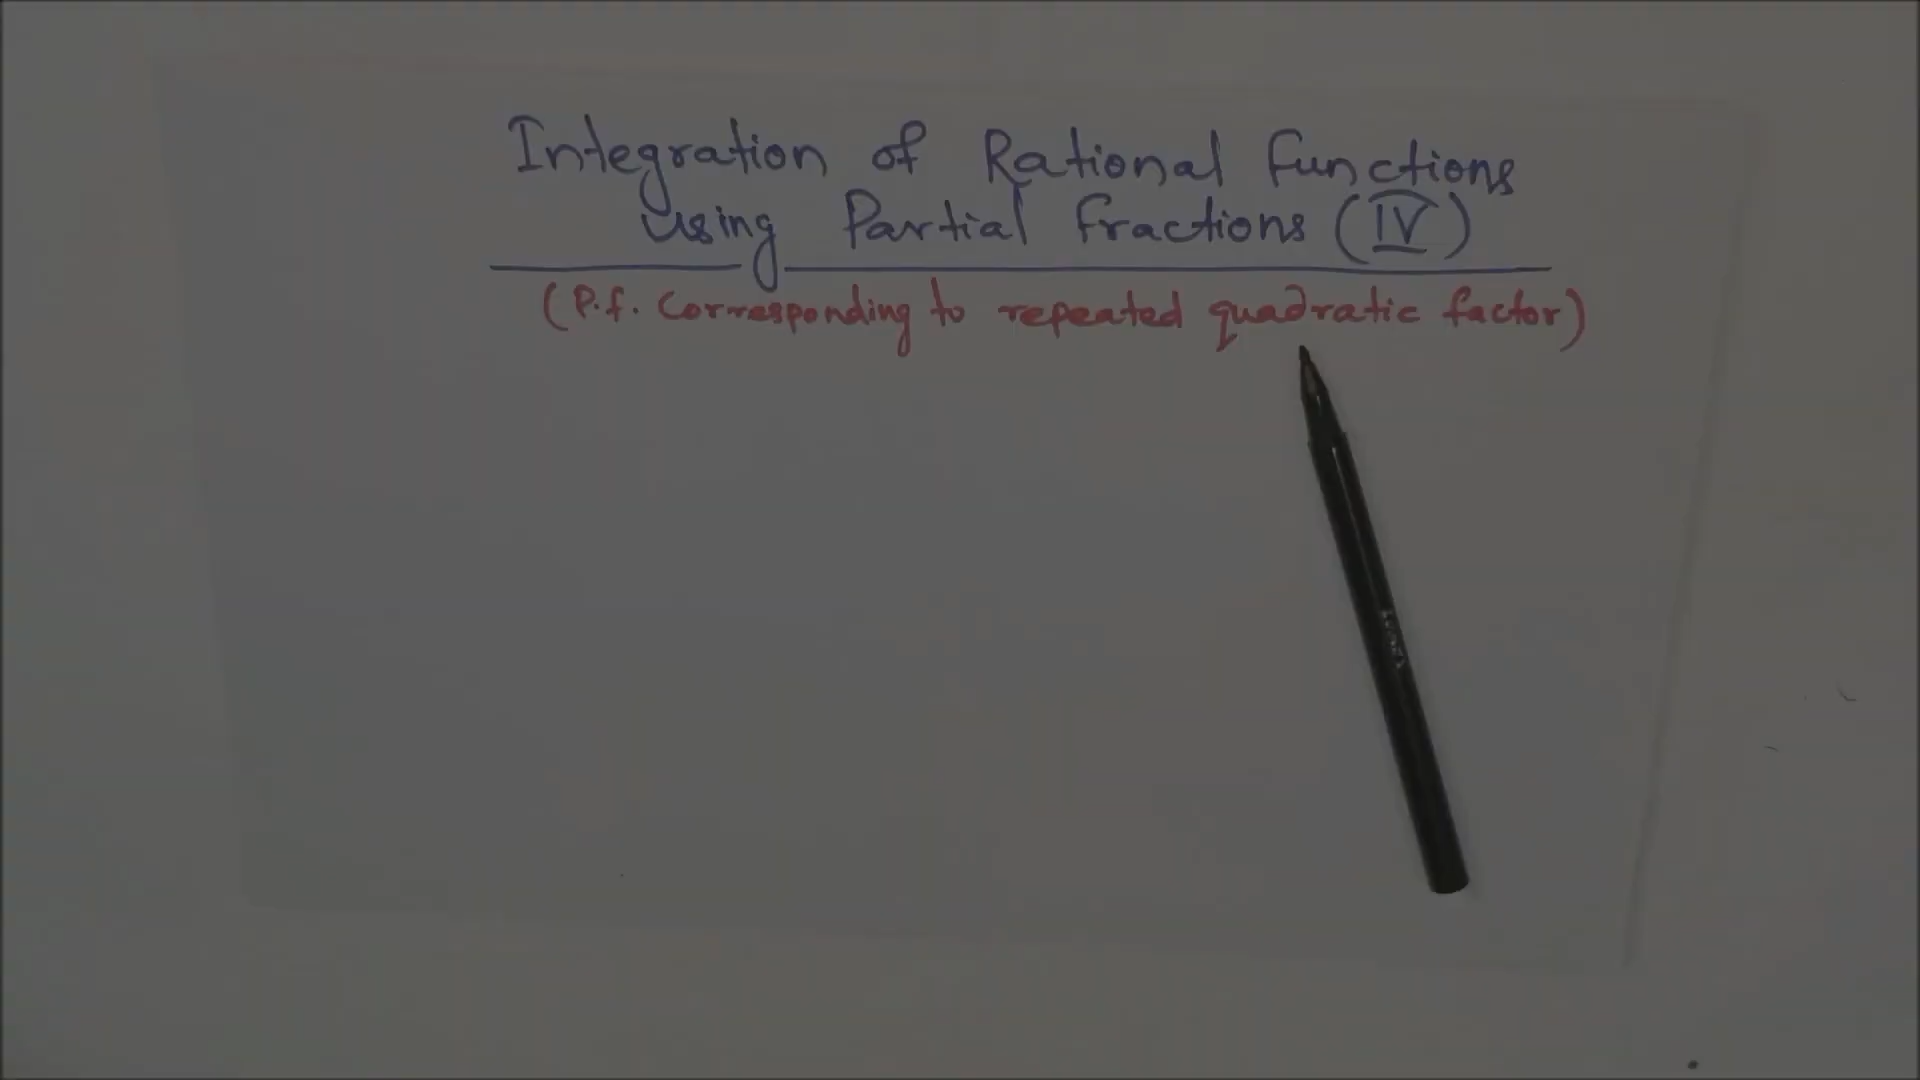 Integration of Rational functions
using Partial fractions (IV)
(P.f. Corresponding to repeated quadratic factor)